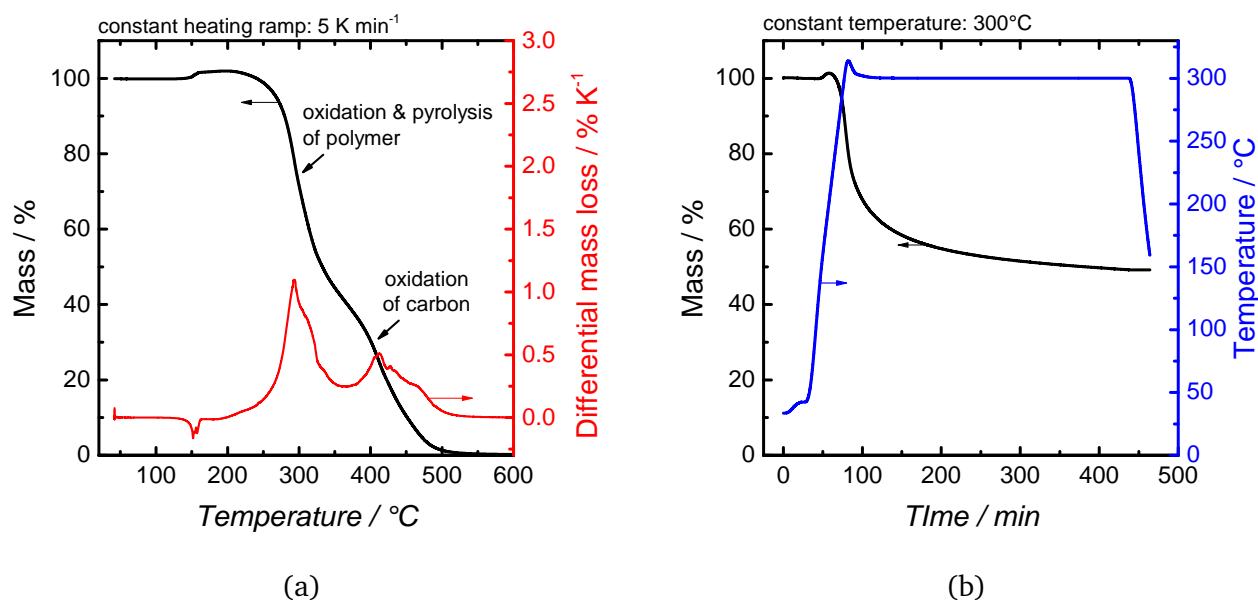 constant heating ramp: 5 K min⁻¹
Mass / %
100
80
60
40
20
0
oxidation & pyrolysis
of polymer
oxidation
of carbon
3.0
2.5
2.0
1.5
1.0
0.5
0.0
Differential mass loss / % K⁻¹
100 200 300 400 500 600
Temperature / °C
(a)
constant temperature: 300°C
Mass / %
100
80
60
40
20
0
300
250
200
150
100
50
0
Temperature / °C
0 100 200 300 400 500
TIme / min
(b)